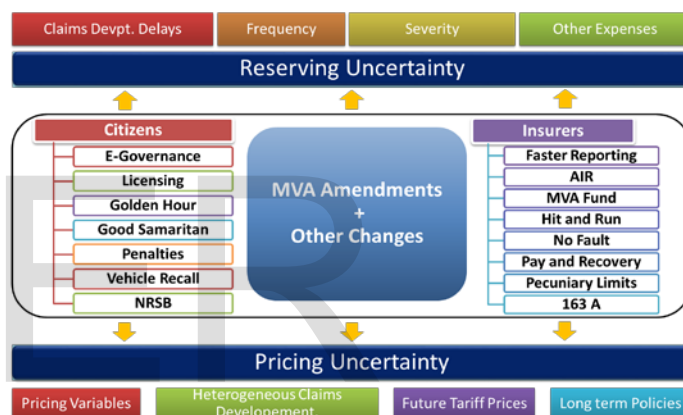 Claims Devpt. Delays
Frequency
Severity
Other Expenses
Reserving Uncertainty
Citizens
E-Governance
Licensing
Golden Hour
Good Samaritan
Penalties
Vehicle Recall
NRSB
MVA Amendments
+
Other Changes
Insurers
Faster Reporting
AIR
MVA Fund
Hit and Run
No Fault
Pay and Recovery
Pecuniary Limits
163 A
Pricing Uncertainty
Pricing Variables
Heterogeneous Claims
Developement
Future Tariff Prices
Long term Policies
ER